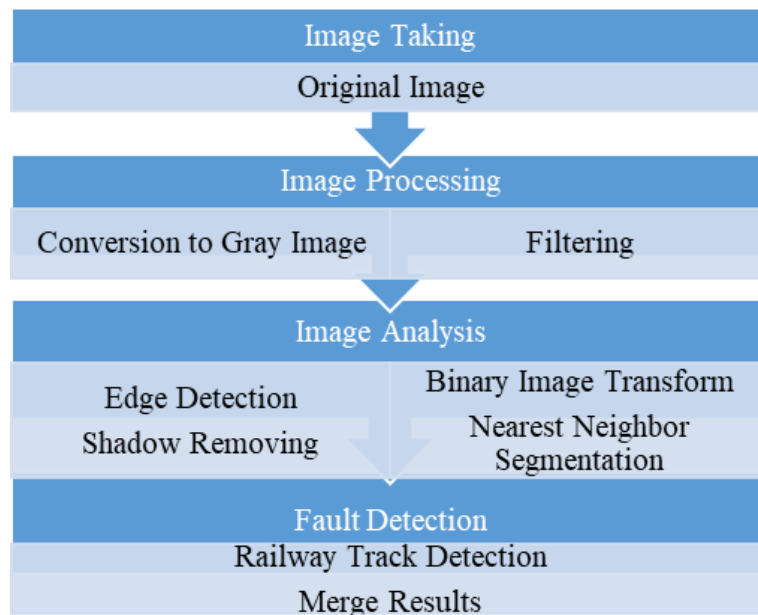 Image Taking
Original Image
Image Processing
Conversion to Gray Image
Filtering
Image Analysis
Edge Detection
Shadow Removing
Binary Image Transform
Nearest Neighbor
Segmentation
Fault Detection
Railway Track Detection
Merge Results